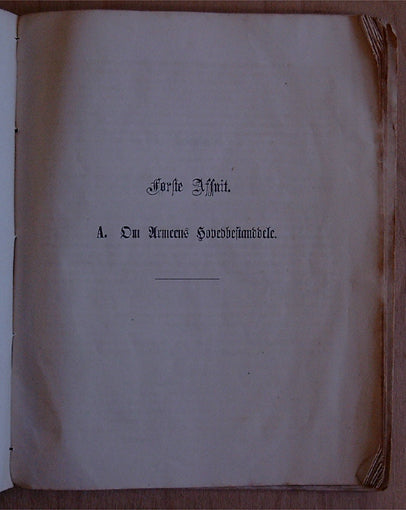 Første Afsnit.
A. Om Armeens Hovedbestanddele.